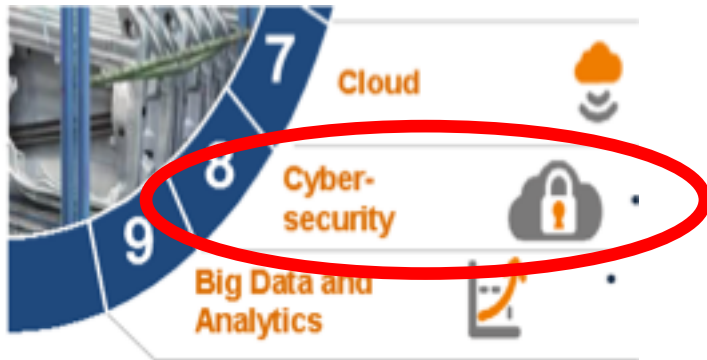 7
Cloud
8
Cyber-
security
9
Big Data and
Analytics